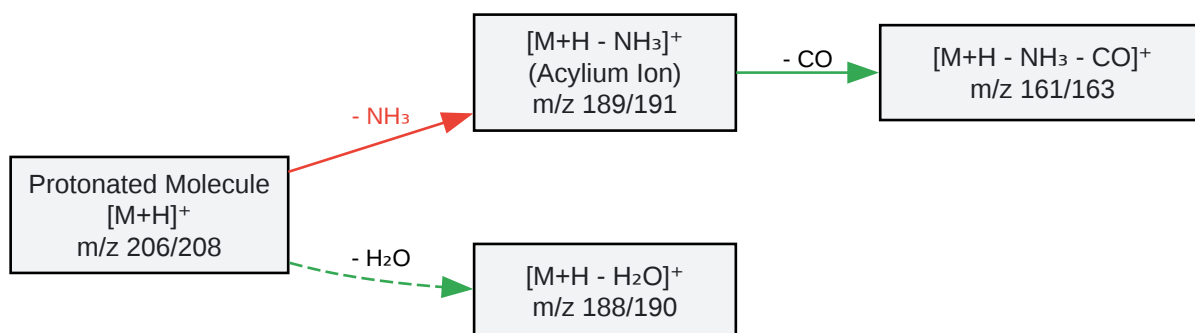 Protonated Molecule
[M+H]⁺
m/z 206/208
- NH₃
[M+H - NH₃]⁺
(Acylium Ion)
m/z 189/191
- CO
[M+H - NH₃ - CO]⁺
m/z 161/163
- H₂O
[M+H - H₂O]⁺
m/z 188/190